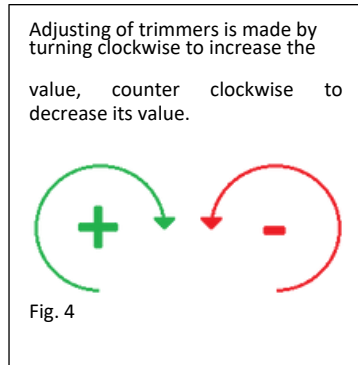 Adjusting of trimmers is made by
turning clockwise to increase the
value, counter clockwise to
decrease its value.
+ -
Fig. 4